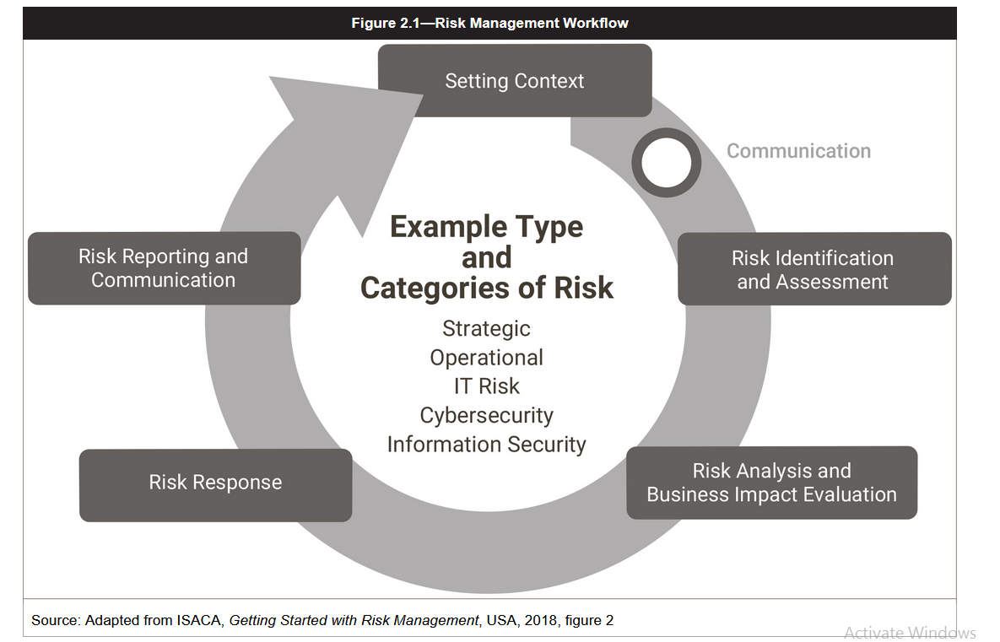 Figure 2.1—Risk Management Workflow
Setting Context
Communication
Risk Identification
and Assessment
Risk Analysis and
Business Impact Evaluation
Risk Response
Risk Reporting and
Communication
Example Type
and
Categories of Risk
Strategic
Operational
IT Risk
Cybersecurity
Information Security
Source: Adapted from ISACA, Getting Started with Risk Management, USA, 2018, figure 2
Activate Windows